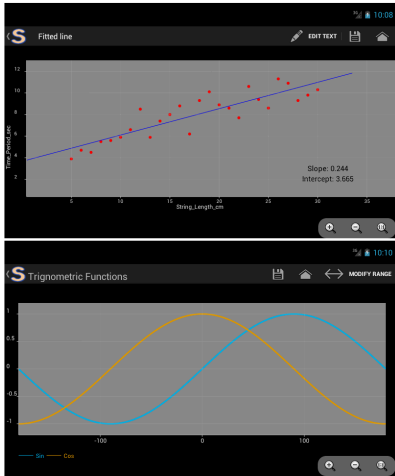 10:08
S Fitted line EDIT TEXT
12
10
8
6
4
2
Time_Period_sec
Slope: 0.244
Intercept: 3.665
5 10 15 20 25 30 35
String_Length_cm
10:10
S Trignometric Functions MODIFY RANGE
1
0.5
0
-0.5
-1
-100 0 100
Sin Cos